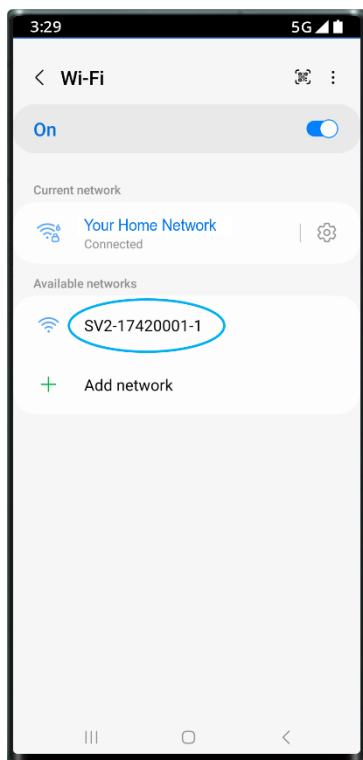 3:29 5G
Wi-Fi
On
Current network
Your Home Network
Connected
Available networks
SV2-17420001-1
Add network